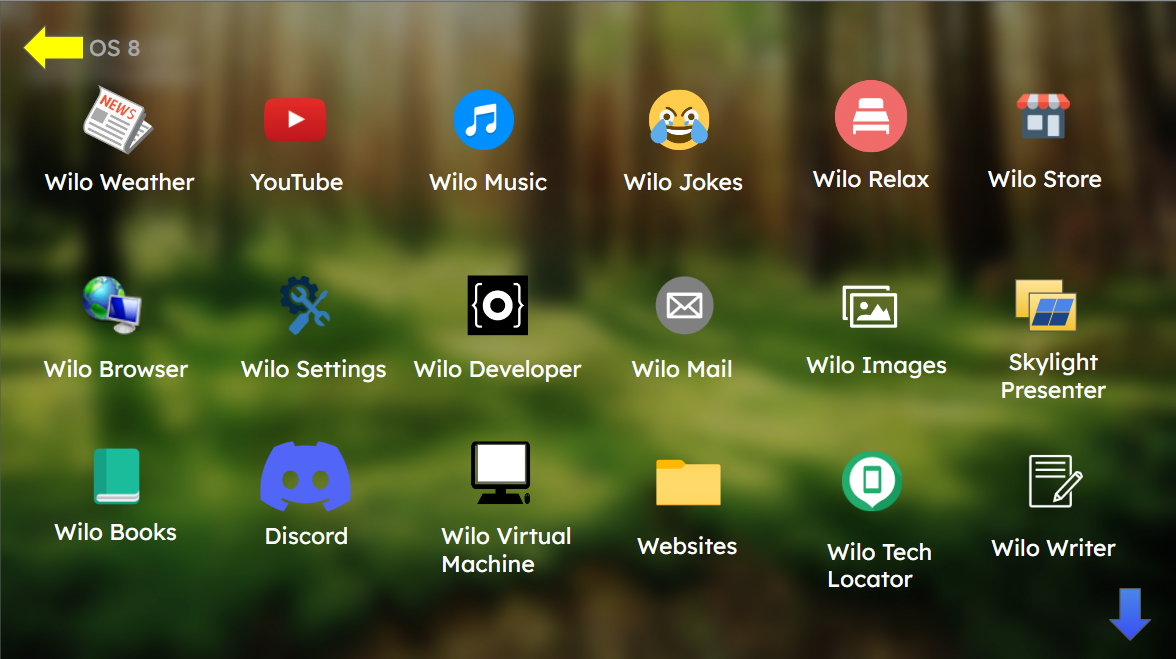 OS 8
NEWS
Wilo Weather
YouTube
Wilo Music
Wilo Jokes
Wilo Relax
Wilo Store
Wilo Browser
Wilo Settings
Wilo Developer
Wilo Mail
Wilo Images
Skylight
Presenter
Wilo Books
Discord
Wilo Virtual
Machine
Websites
Wilo Tech
Locator
Wilo Writer